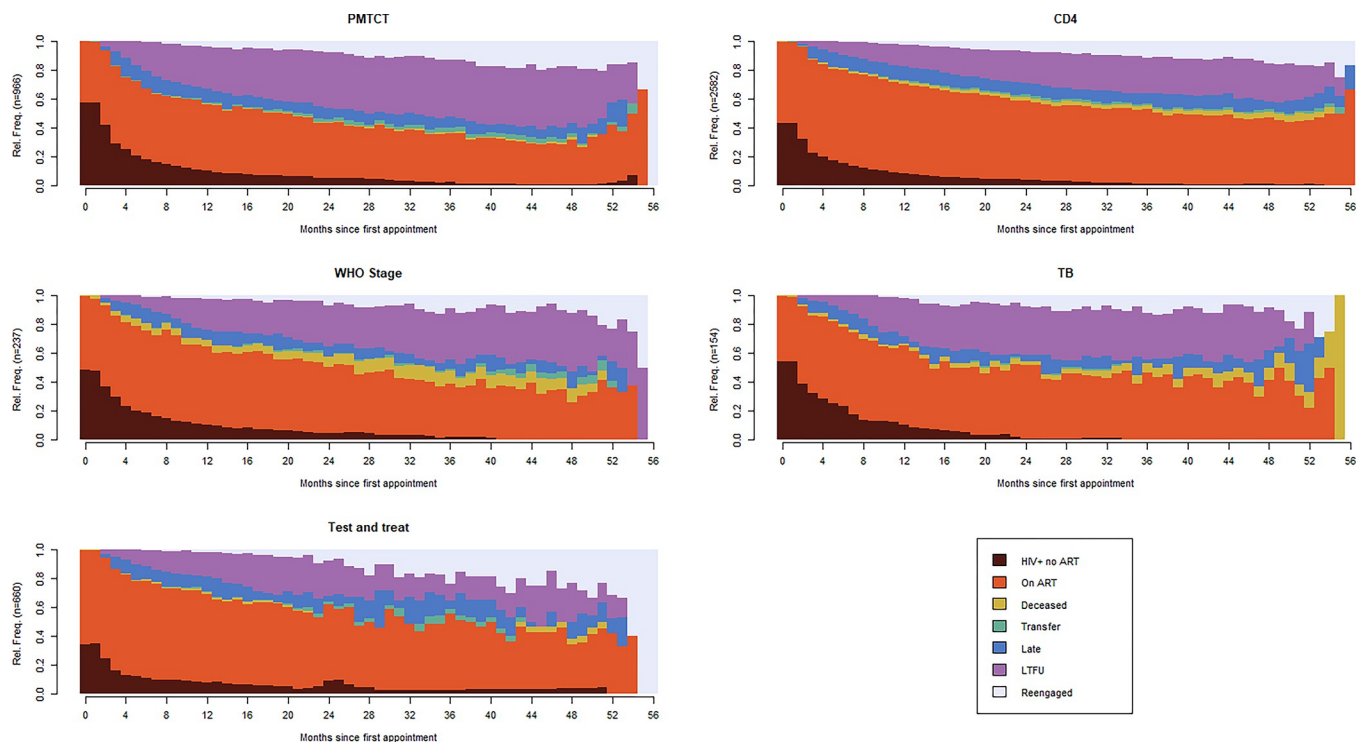 PMTCT
Rel. Freq. (n=966)
0.0 0.2 0.4 0.6 0.8 1.0
0 4 8 12 16 20 24 28 32 36 40 44 48 52 56
Months since first appointment
CD4
Rel. Freq. (n=2582)
0.0 0.2 0.4 0.6 0.8 1.0
0 4 8 12 16 20 24 28 32 36 40 44 48 52 56
Months since first appointment
WHO Stage
Rel. Freq. (n=237)
0.0 0.2 0.4 0.6 0.8 1.0
0 4 8 12 16 20 24 28 32 36 40 44 48 52 56
Months since first appointment
TB
Rel. Freq. (n=154)
0.0 0.2 0.4 0.6 0.8 1.0
0 4 8 12 16 20 24 28 32 36 40 44 48 52 56
Months since first appointment
Test and treat
Rel. Freq. (n=660)
0.0 0.2 0.4 0.6 0.8 1.0
0 4 8 12 16 20 24 28 32 36 40 44 48 52 56
Months since first appointment
HIV+ no ART
On ART
Deceased
Transfer
Late
LTFU
Reengaged